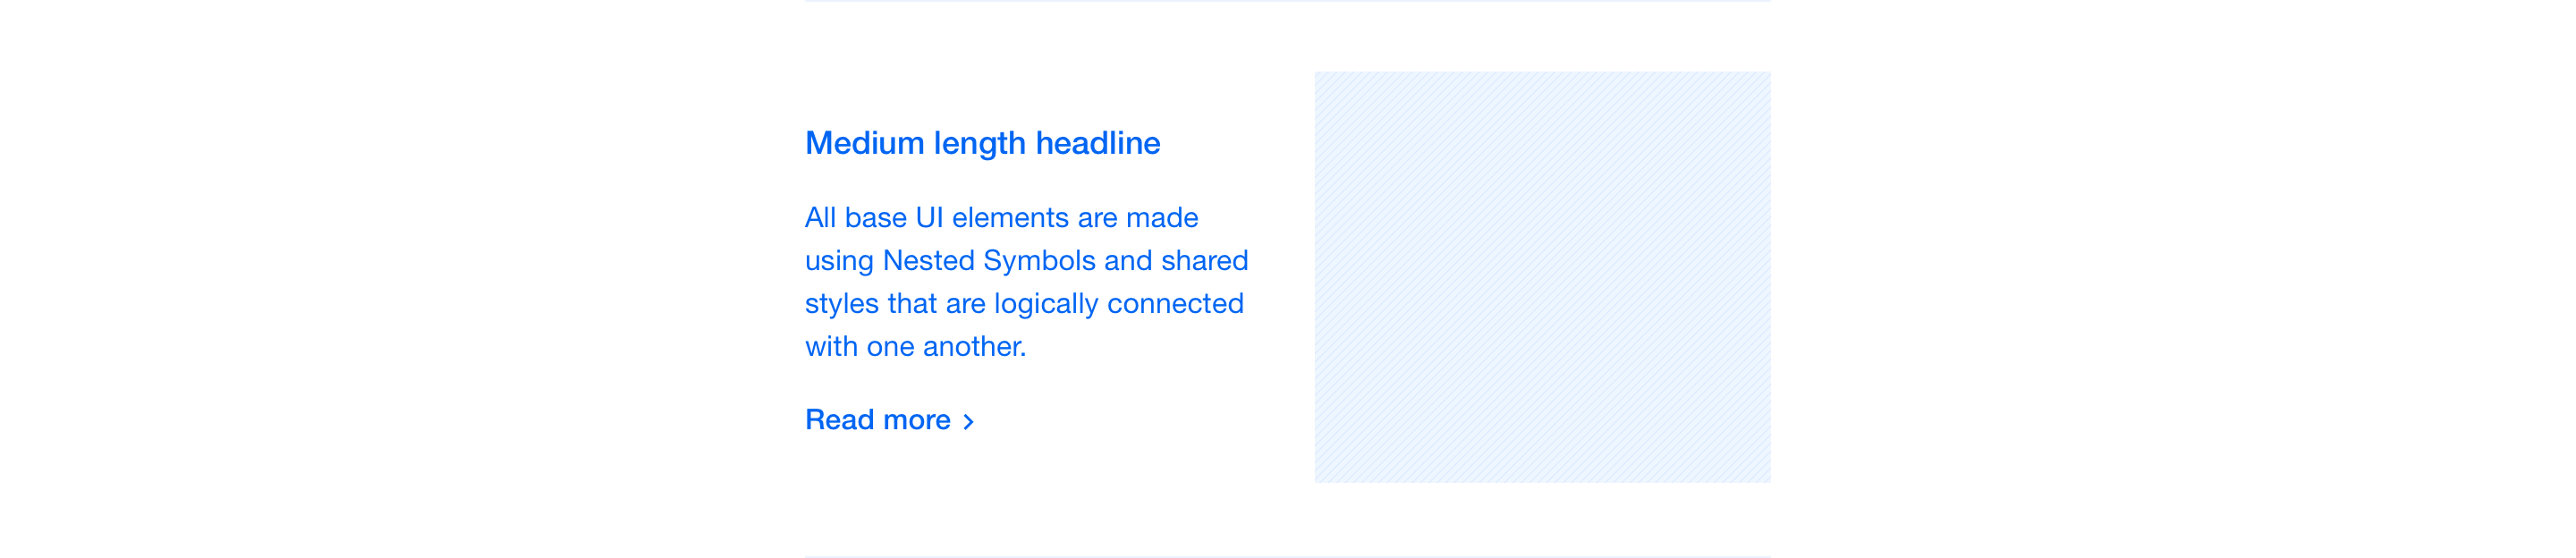 Medium length headline
All base UI elements are made
using Nested Symbols and shared
styles that are logically connected
with one another.
Read more